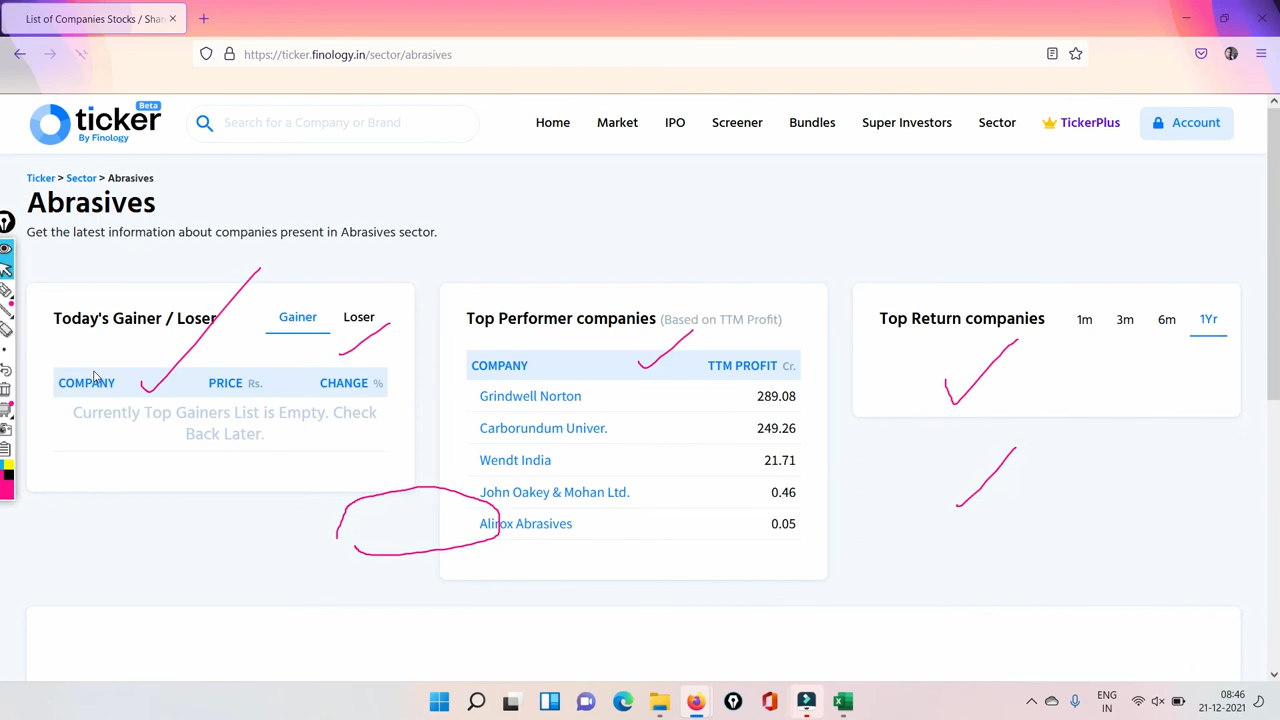 List of Companies Stocks / Shar
https://ticker.finology.in/sector/abrasives
ticker Beta
By Finology
Search for a Company or Brand
Home Market IPO Screener Bundles Super Investors Sector TickerPlus Account
Ticker > Sector > Abrasives
Abrasives
Get the latest information about companies present in Abrasives sector.
Today's Gainer / Loser Gainer Loser
COMPANY PRICE Rs. CHANGE %
Currently Top Gainers List is Empty. Check
Back Later.
Top Performer companies (Based on TTM Profit)
COMPANY TTM PROFIT Cr.
Grindwell Norton 289.08
Carborundum Univer. 249.26
Wendt India 21.71
John Oakey & Mohan Ltd. 0.46
Alirox Abrasives 0.05
Top Return companies 1m 3m 6m 1Yr
ENG
IN
08:46
21-12-2021